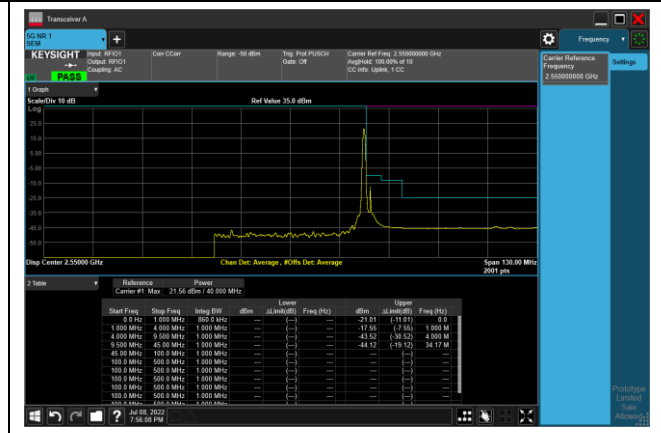 Transceiver A
5G NR 1
SEM
Frequency
KEYSIGHT
Input: RFIO1
Output: RFIO1
Coupling: AC
Corr CCorr
Range: -50 dBm
Trig: Prot PUSCH
Gate: Off
Carrier Ref Freq: 2.550000000 GHz
Avg|Hold: 100.00% of 10
CC Info: Uplink, 1 CC
PASS
Carrier Reference Frequency
2.550000000 GHz
Settings
1 Graph
Scale/Div 10 dB
Ref Value 35.0 dBm
Log
25.0
15.0
5.00
-5.00
-15.0
-25.0
-35.0
-45.0
-55.0
Disp Center 2.55000 GHz
Chan Det: Average , #Offs Det: Average
Span 130.00 MHz
2001 pts
2 Table
Reference Power
Carrier #1: Max 21.56 dBm / 40.000 MHz
Lower Upper
Start Freq Stop Freq Integ BW dBm ΔLimit(dB) Freq (Hz) dBm ΔLimit(dB) Freq (Hz)
0.0 Hz 1.000 MHz 860.0 kHz --- (---) --- -21.01 (-11.01) 0.0
1.000 MHz 4.000 MHz 1.000 MHz --- (---) --- -17.55 (-7.55) 1.000 M
4.000 MHz 9.500 MHz 1.000 MHz --- (---) --- -43.52 (-30.52) 4.000 M
9.500 MHz 45.00 MHz 1.000 MHz --- (---) --- -44.12 (-19.12) 34.17 M
45.00 MHz 100.0 MHz 1.000 MHz --- (---) --- --- (---) ---
100.0 MHz 500.0 MHz 1.000 MHz --- (---) --- --- (---) ---
100.0 MHz 500.0 MHz 1.000 MHz --- (---) --- --- (---) ---
100.0 MHz 500.0 MHz 1.000 MHz --- (---) --- --- (---) ---
100.0 MHz 500.0 MHz 1.000 MHz --- (---) --- --- (---) ---
Jul 08, 2022
7:56:08 PM
Prototype
Limited
Sale
Allowed